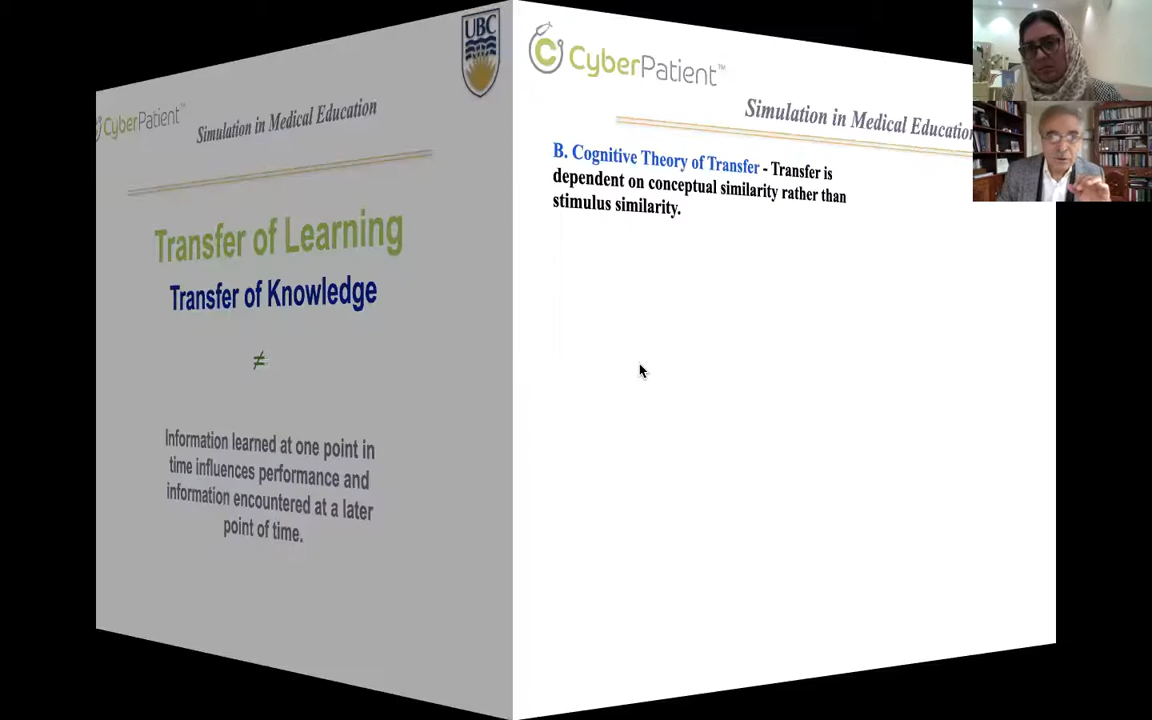 UBC
CyberPatient™
Simulation in Medical Education
Transfer of Learning
Transfer of Knowledge
≠
Information learned at one point in
time influences performance and
information encountered at a later
point of time.
CyberPatient™
Simulation in Medical Education
B. Cognitive Theory of Transfer - Transfer is
dependent on conceptual similarity rather than
stimulus similarity.